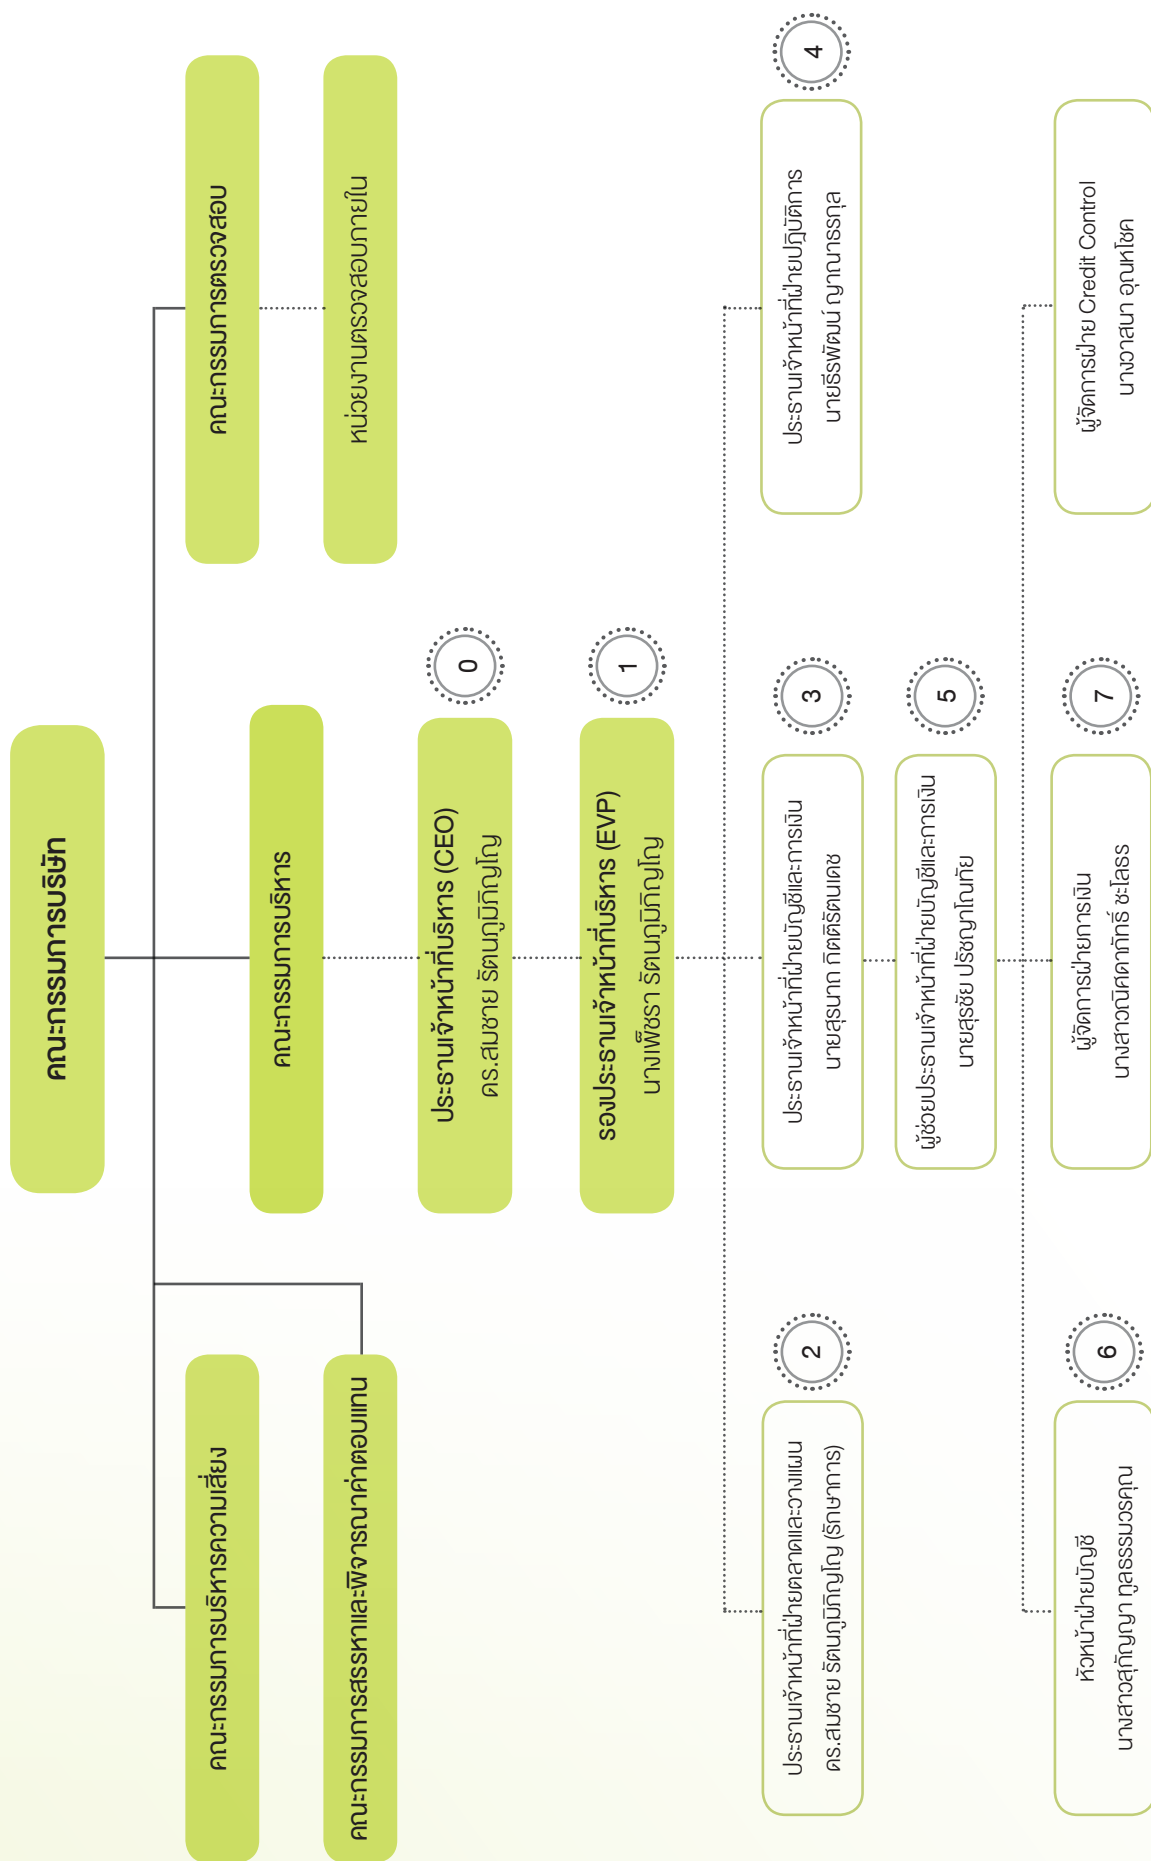 คณะกรรมการบริษัท
คณะกรรมการบริหารความเสี่ยง
คณะกรรมการบริหาร
คณะกรรมการตรวจสอบ
คณะกรรมการสรรหาและพิจารณาค่าตอบแทน
หน่วยงานตรวจสอบภายใน
ประธานเจ้าหน้าที่บริหาร (CEO)
ดร.สมชาย รัตนภูมิภิญโญ
0
รองประธานเจ้าหน้าที่บริหาร (EVP)
นางเพ็ชรา รัตนภูมิภิญโญ
1
ประธานเจ้าหน้าที่ฝ่ายตลาดและวางแผน
ดร.สมชาย รัตนภูมิภิญโญ (รักษาการ)
2
ประธานเจ้าหน้าที่ฝ่ายบัญชีและการเงิน
นายสุรนาถ กิตติรัตนเดช
3
ประธานเจ้าหน้าที่ฝ่ายปฏิบัติการ
นายธีรพัฒน์ ญาณาธรกุล
4
ผู้ช่วยประธานเจ้าหน้าที่ฝ่ายบัญชีและการเงิน
นายสุรชัย ปรัชญาโณทัย
5
หัวหน้าฝ่ายบัญชี
นางสาวสุกัญญา ทูลธรรมวรคุณ
6
ผู้จัดการฝ่ายการเงิน
นางสาวณิศดาภักธิ์ ชะโลธร
7
ผู้จัดการฝ่าย Credit Control
นางวาสนา อุณหโชค